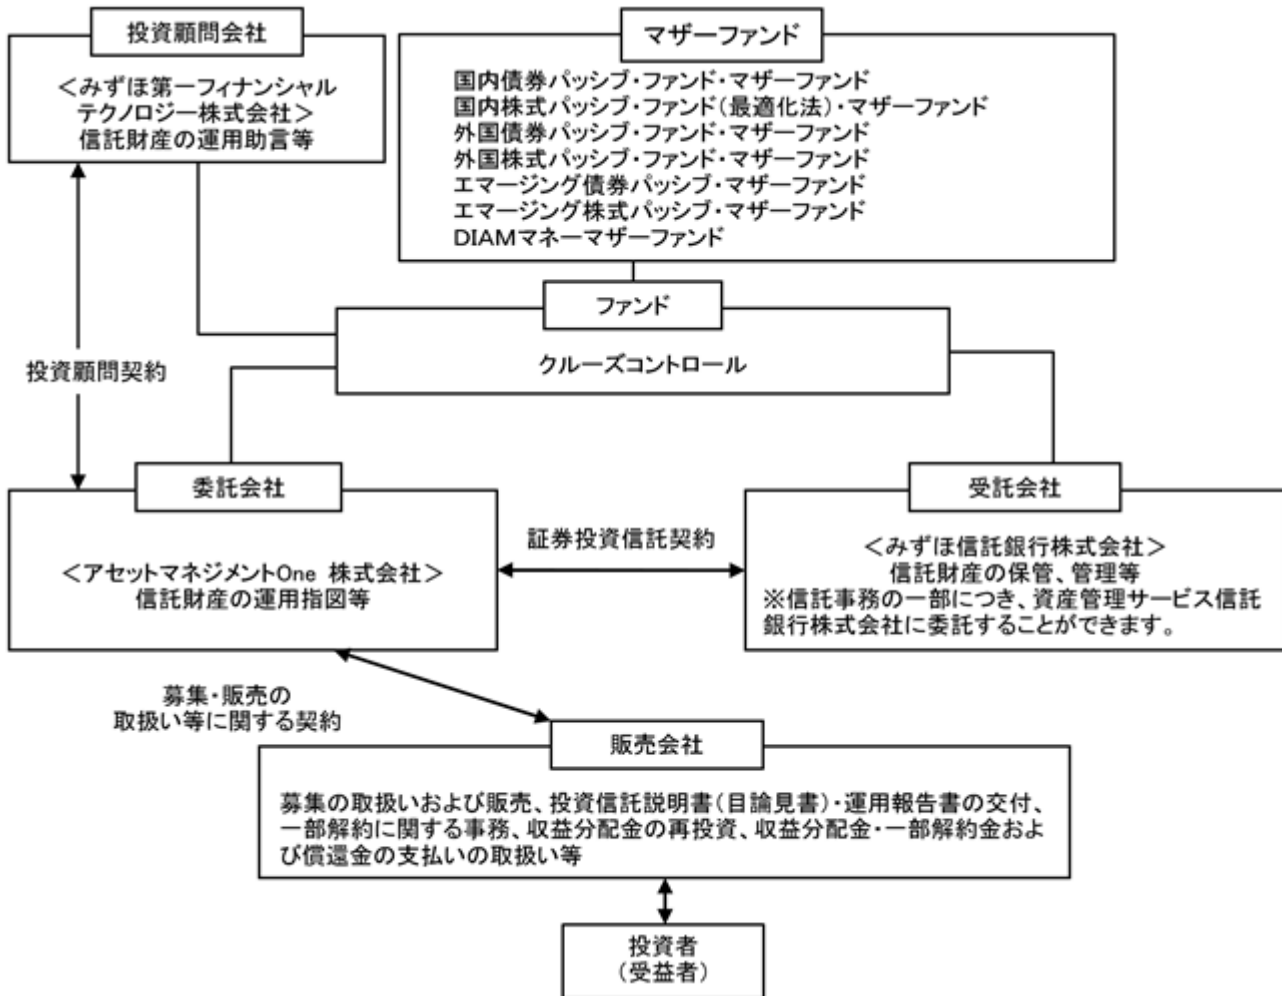 投資顧問会社
＜みずほ第一フィナンシャル
テクノロジー株式会社＞
信託財産の運用助言等
マザーファンド
国内債券パッシブ・ファンド・マザーファンド
国内株式パッシブ・ファンド(最適化法)・マザーファンド
外国債券パッシブ・ファンド・マザーファンド
外国株式パッシブ・ファンド・マザーファンド
エマージング債券パッシブ・マザーファンド
エマージング株式パッシブ・マザーファンド
DIAMマネーマザーファンド
ファンド
クルーズコントロール
投資顧問契約
委託会社
＜アセットマネジメントOne 株式会社＞
信託財産の運用指図等
証券投資信託契約
受託会社
＜みずほ信託銀行株式会社＞
信託財産の保管、管理等
※信託事務の一部につき、資産管理サービス信託
銀行株式会社に委託することができます。
募集・販売の
取扱い等に関する契約
販売会社
募集の取扱いおよび販売、投資信託説明書(目論見書)・運用報告書の交付、
一部解約に関する事務、収益分配金の再投資、収益分配金・一部解約金およ
び償還金の支払いの取扱い等
投資者
(受益者)